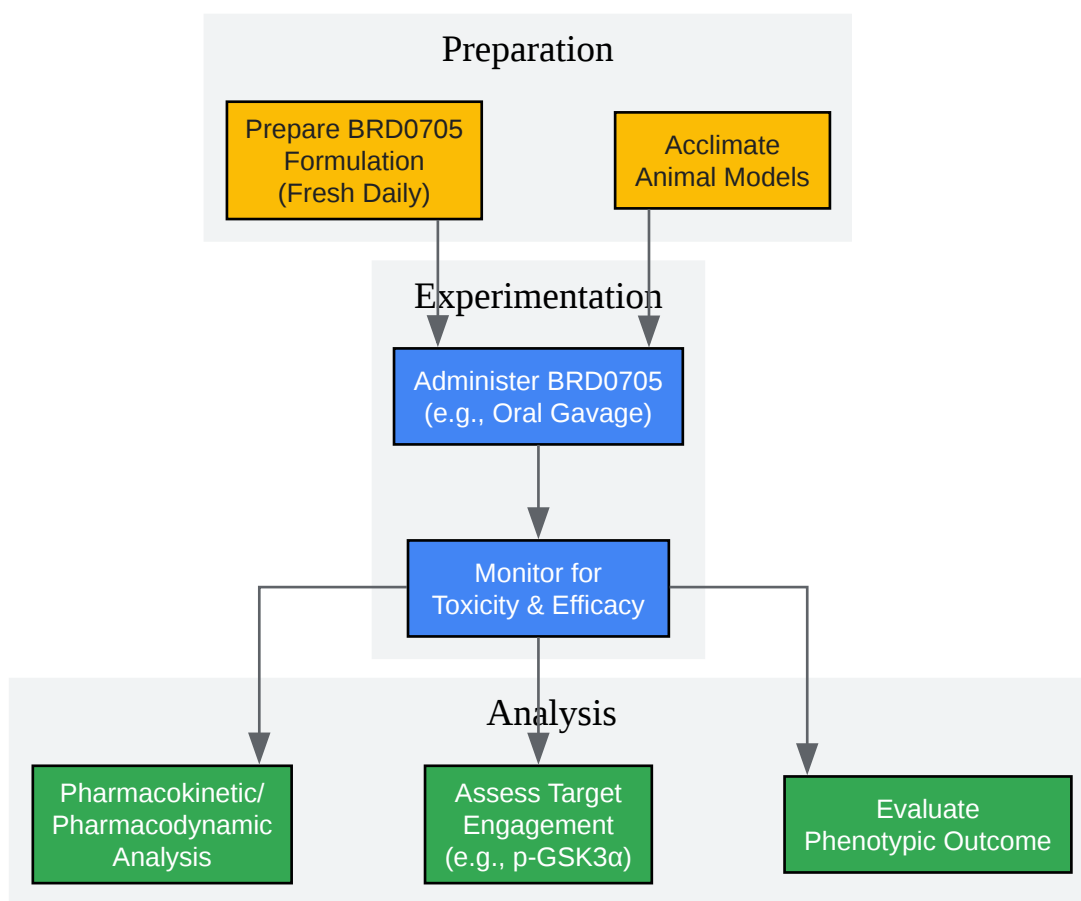 Preparation
Prepare BRD0705
Formulation
(Fresh Daily)
Acclimate
Animal Models
Experimentation
Administer BRD0705
(e.g., Oral Gavage)
Monitor for
Toxicity & Efficacy
Analysis
Pharmacokinetic/
Pharmacodynamic
Analysis
Assess Target
Engagement
(e.g., p-GSK3α)
Evaluate
Phenotypic Outcome